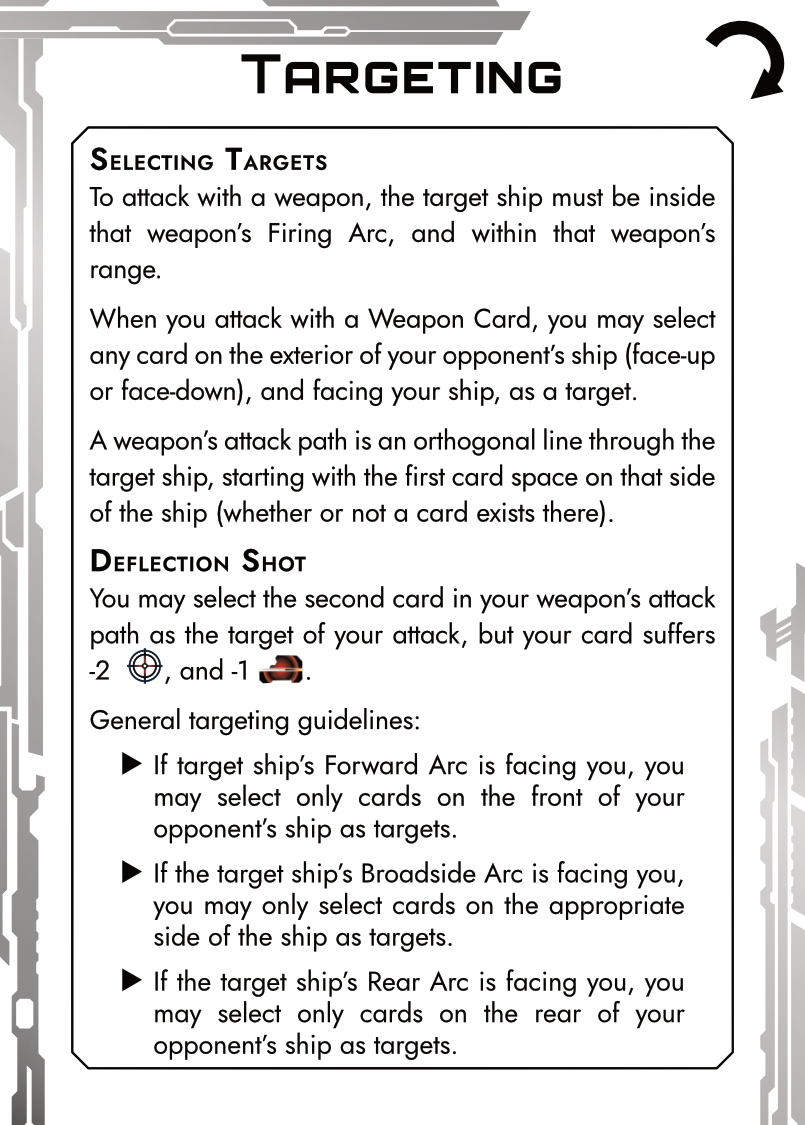 Targeting
Selecting Targets
To attack with a weapon, the target ship must be inside
that weapon's Firing Arc, and within that weapon's
range.
When you attack with a Weapon Card, you may select
any card on the exterior of your opponent's ship (face-up
or face-down), and facing your ship, as a target.
A weapon's attack path is an orthogonal line through the
target ship, starting with the first card space on that side
of the ship (whether or not a card exists there).
Deflection Shot
You may select the second card in your weapon's attack
path as the target of your attack, but your card suffers
-2 , and -1 .
General targeting guidelines:
▶ If target ship's Forward Arc is facing you, you
may select only cards on the front of your
opponent's ship as targets.
▶ If the target ship's Broadside Arc is facing you,
you may only select cards on the appropriate
side of the ship as targets.
▶ If the target ship's Rear Arc is facing you, you
may select only cards on the rear of your
opponent's ship as targets.